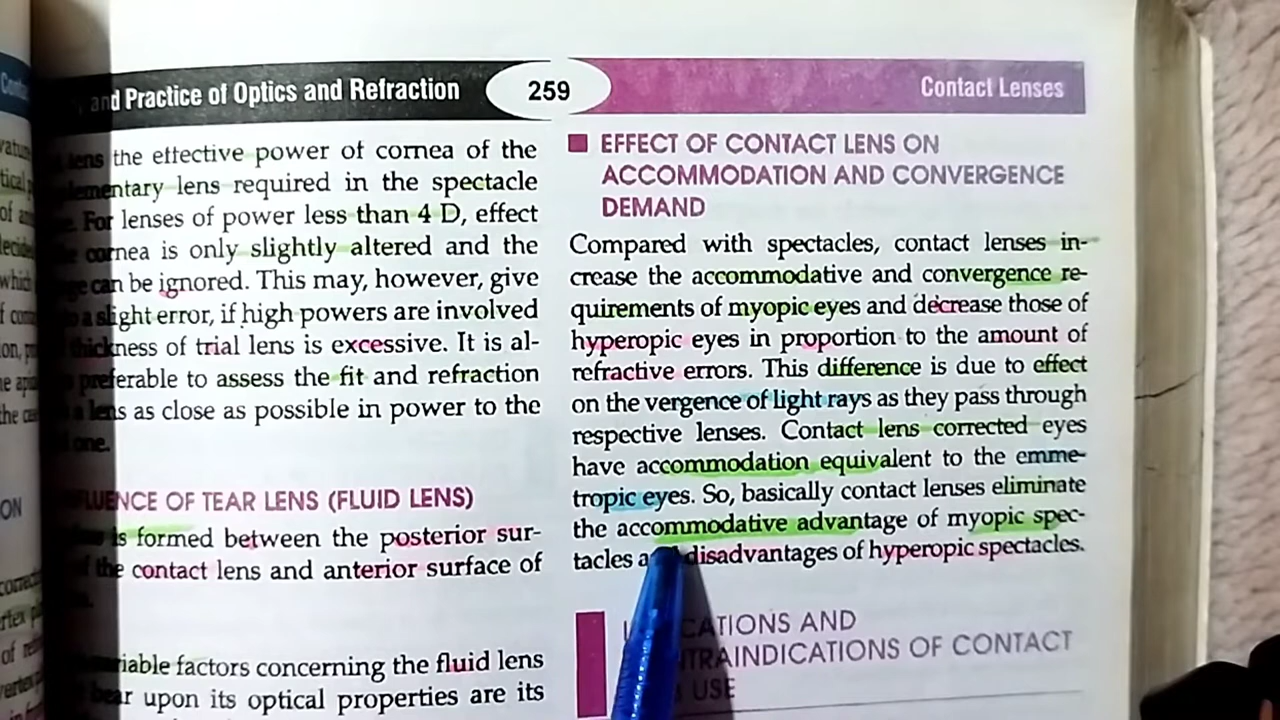 and Practice of Optics and Refraction
259
Contact Lenses
lens the effective power of cornea of the
lementary lens required in the spectacle
For lenses of power less than 4 D, effect
cornea is only slightly altered and the
can be ignored. This may, however, give
a slight error, if high powers are involved
thickness of trial lens is excessive. It is al-
preferable to assess the fit and refraction
a lens as close as possible in power to the
one.
FLUENCE OF TEAR LENS (FLUID LENS)
is formed between the posterior sur-
the contact lens and anterior surface of
riable factors concerning the fluid lens
bear upon its optical properties are its
EFFECT OF CONTACT LENS ON
ACCOMMODATION AND CONVERGENCE
DEMAND
Compared with spectacles, contact lenses in-
crease the accommodative and convergence re-
quirements of myopic eyes and decrease those of
hyperopic eyes in proportion to the amount of
refractive errors. This difference is due to effect
on the vergence of light rays as they pass through
respective lenses. Contact lens corrected eyes
have accommodation equivalent to the emme-
tropic eyes. So, basically contact lenses eliminate
the accommodative advantage of myopic spec-
tacles a disadvantages of hyperopic spectacles.
CATIONS AND
TRAINDICATIONS OF CONTACT
USE